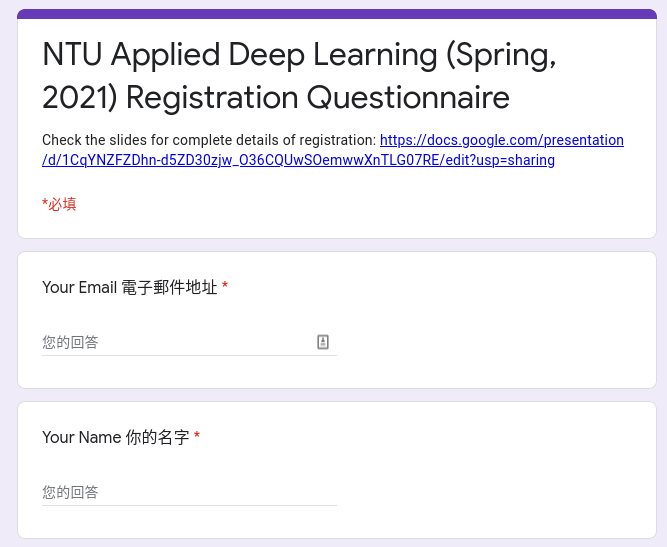 NTU Applied Deep Learning (Spring,
2021) Registration Questionnaire
Check the slides for complete details of registration: https://docs.google.com/presentation
/d/1CqYNZFZDhn-d5ZD30zjw_O36CQUwSOemwwXnTLG07RE/edit?usp=sharing
*必填
Your Email 電子郵件地址 *
您的回答
Your Name 你的名字 *
您的回答